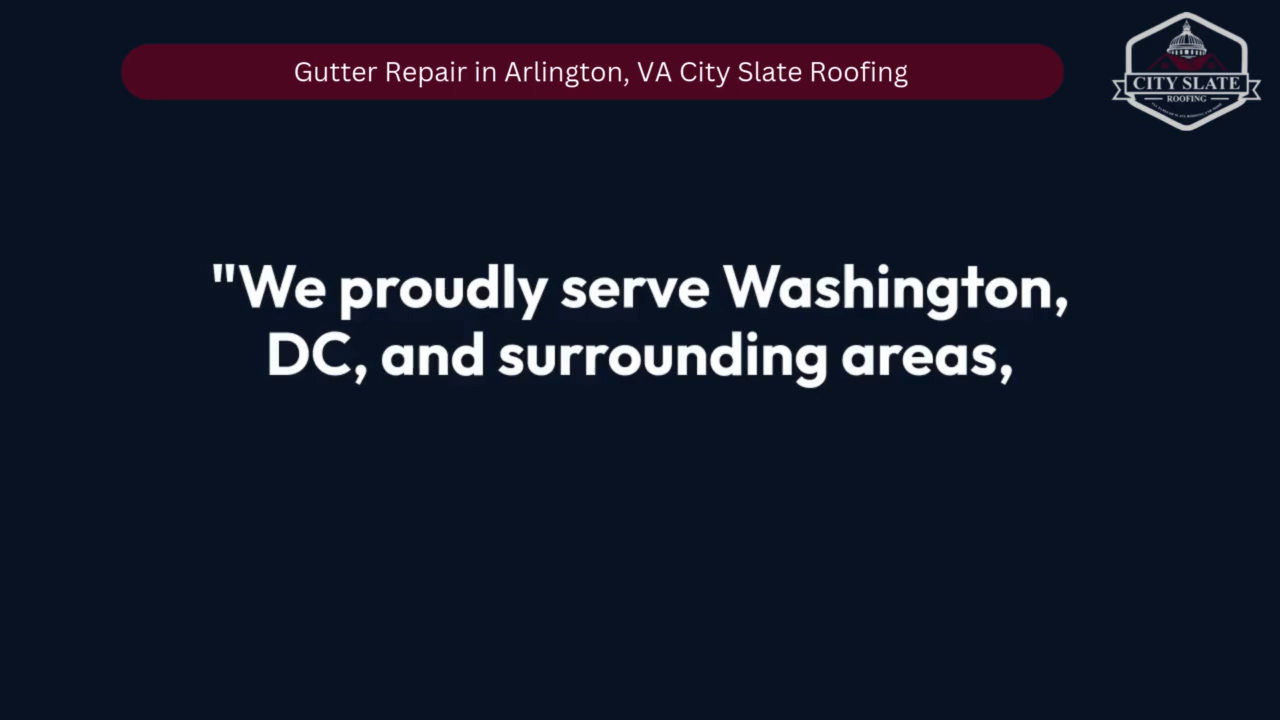 Gutter Repair in Arlington, VA City Slate Roofing
CITY SLATE
ROOFING
"We proudly serve Washington,
DC, and surrounding areas,